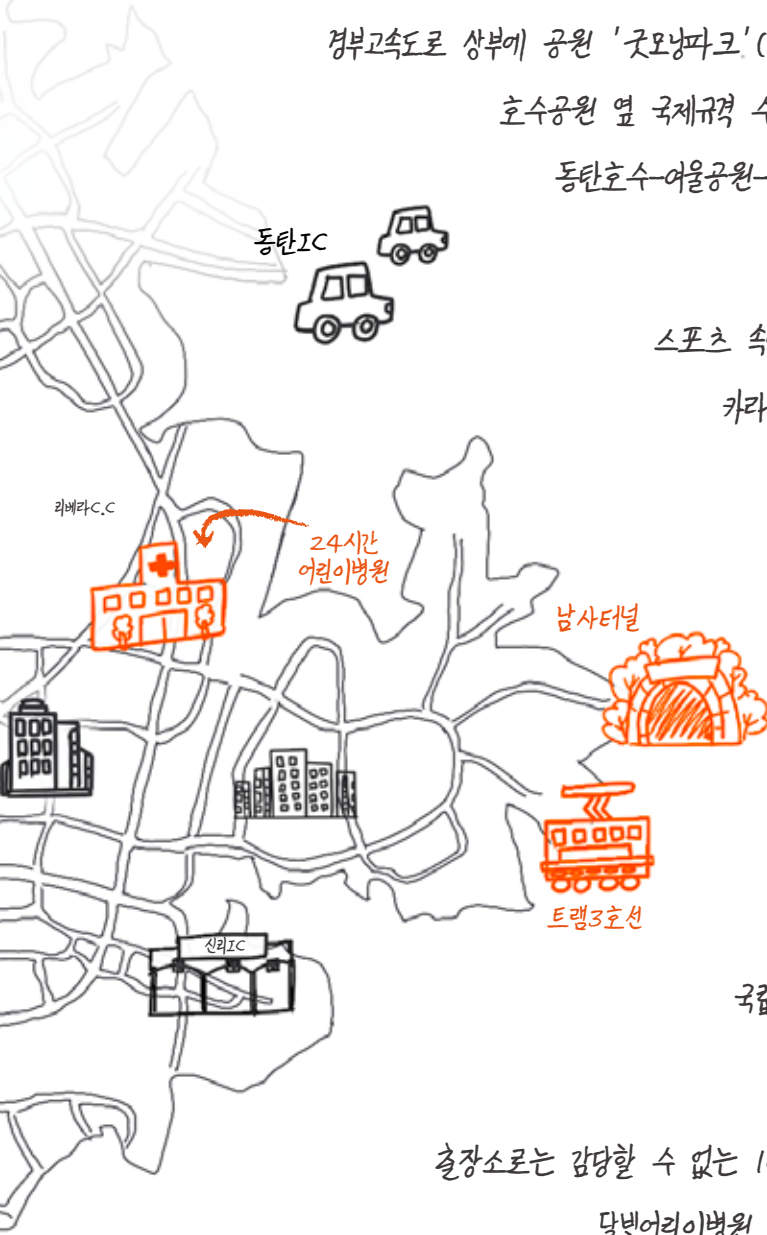 경부고속도로 상부에 공원 '굿모닝파크'(
호수공원 옆 국제규격 수
동탄호수-여울공원-
동탄IC
스포츠 속
카라
리베라C.C
24시간
어린이병원
남사터널
트램3호선
신리IC
국립
출장소로는 감당할 수 없는 1
달빛어린이병원